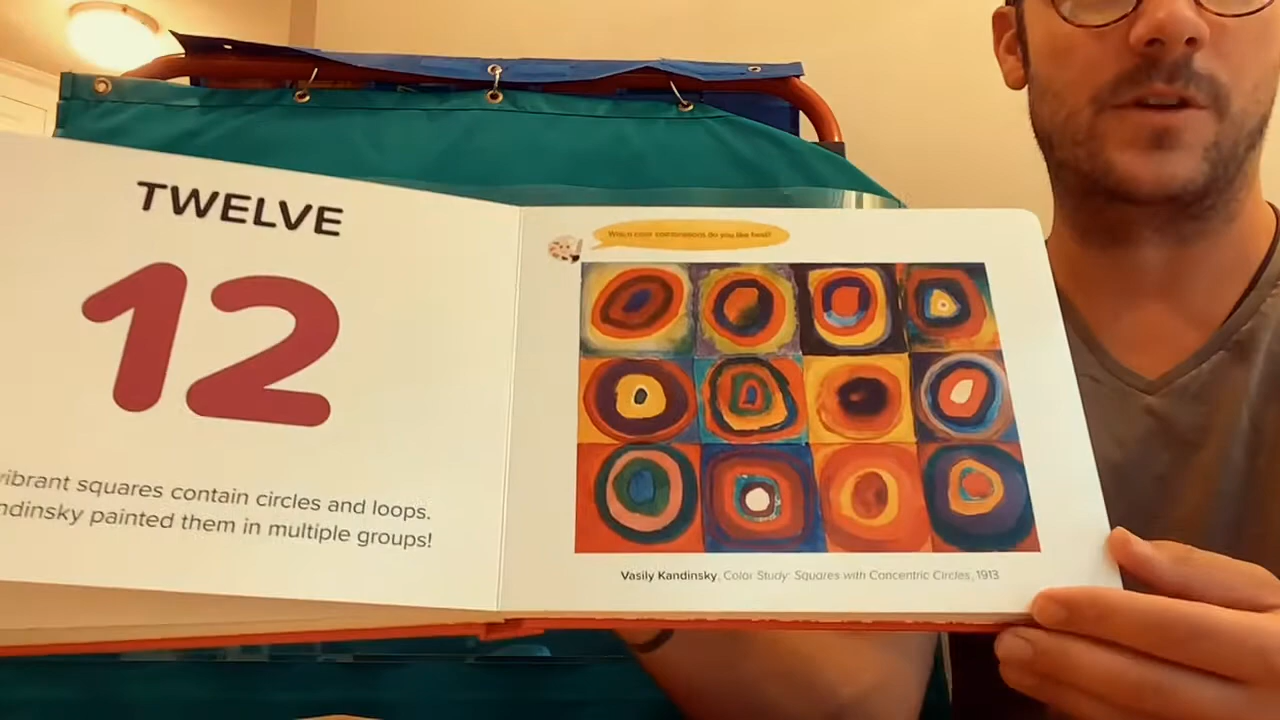 TWELVE
12
vibrant squares contain circles and loops.
ndinsky painted them in multiple groups!
Which color combinations do you like best?
Vasily Kandinsky, Color Study: Squares with Concentric Circles, 1913